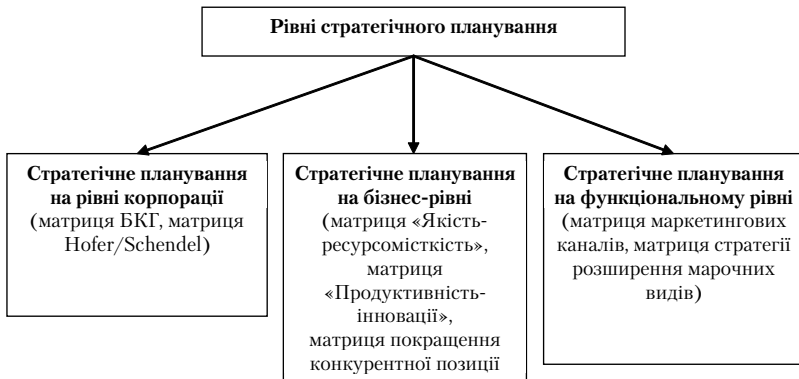 Рівні стратегічного планування
Стратегічне планування
на рівні корпорації
(матриця БКГ, матриця
Hofer/Schendel)
Стратегічне планування
на бізнес-рівні
(матриця «Якість-
ресурсомісткість»,
матриця
«Продуктивність-
інновації»,
матриця покращення
конкурентної позиції
Стратегічне планування
на функціональному рівні
(матриця маркетингових
каналів, матриця стратегії
розширення марочних
видів)